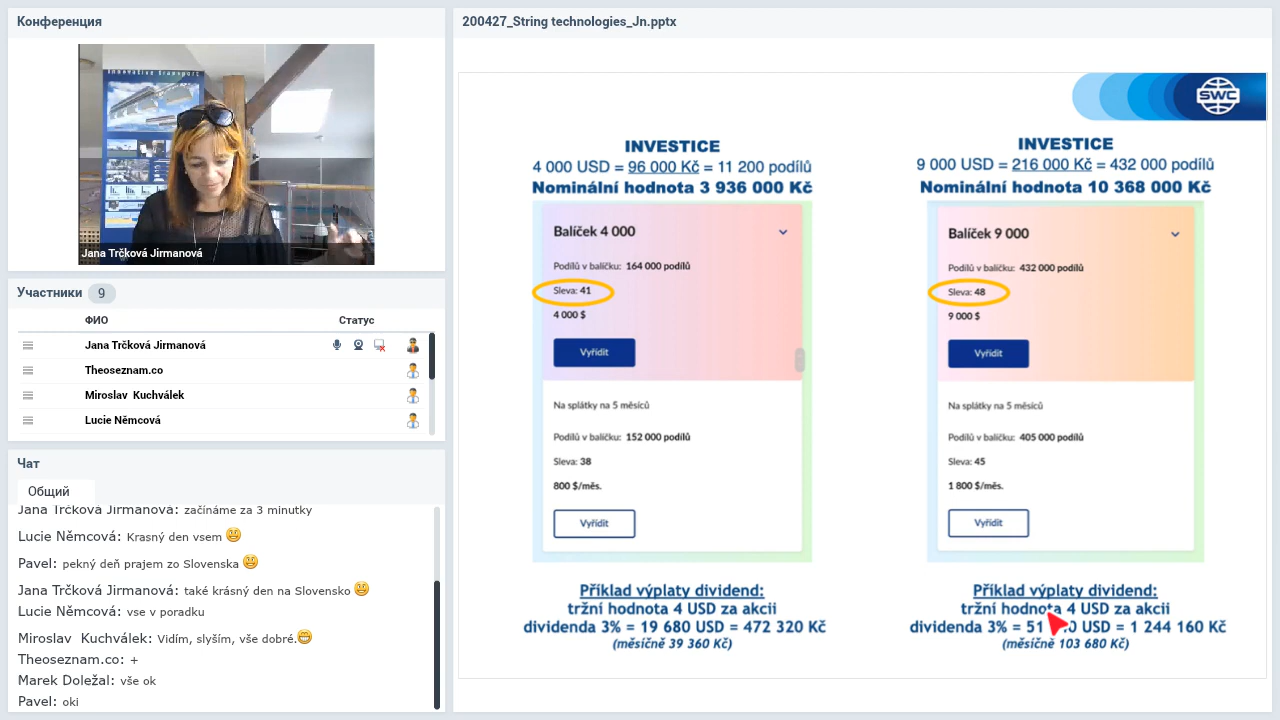 Конференция
innovative transport
Jana Trčková Jirmanová
Участники 9
ФИО Статус
Jana Trčková Jirmanová
Theoseznam.co
Miroslav Kuchválek
Lucie Němcová
Чат
Общий
Jana Trčková Jirmanová: začínáme za 3 minutky
Lucie Němcová: Krasný den vsem
Pavel: pekný deň prajem zo Slovenska
Jana Trčková Jirmanová: také krásný den na Slovensko
Lucie Němcová: vse v poradku
Miroslav Kuchválek: Vidím, slyším, vše dobré.
Theoseznam.co: +
Marek Doležal: vše ok
Pavel: oki
200427_String technologies_Jn.pptx
SWC
INVESTICE
4 000 USD = 96 000 Kč = 11 200 podílů
Nominální hodnota 3 936 000 Kč
Balíček 4 000
Podílů v balíčku: 164 000 podílů
Sleva: 41
4 000 $
Vyřídit
Na splátky na 5 měsíců
Podílů v balíčku: 152 000 podílů
Sleva: 38
800 $/měs.
Vyřídit
Příklad výplaty dividend:
tržní hodnota 4 USD za akcii
dividenda 3% = 19 680 USD = 472 320 Kč
(měsíčně 39 360 Kč)
INVESTICE
9 000 USD = 216 000 Kč = 432 000 podílů
Nominální hodnota 10 368 000 Kč
Balíček 9 000
Podílů v balíčku: 432 000 podílů
Sleva: 48
9 000 $
Vyřídit
Na splátky na 5 měsíců
Podílů v balíčku: 405 000 podílů
Sleva: 45
1 800 $/měs.
Vyřídit
Příklad výplaty dividend:
tržní hodnota 4 USD za akcii
dividenda 3% = 51 USD = 1 244 160 Kč
(měsíčně 103 680 Kč)